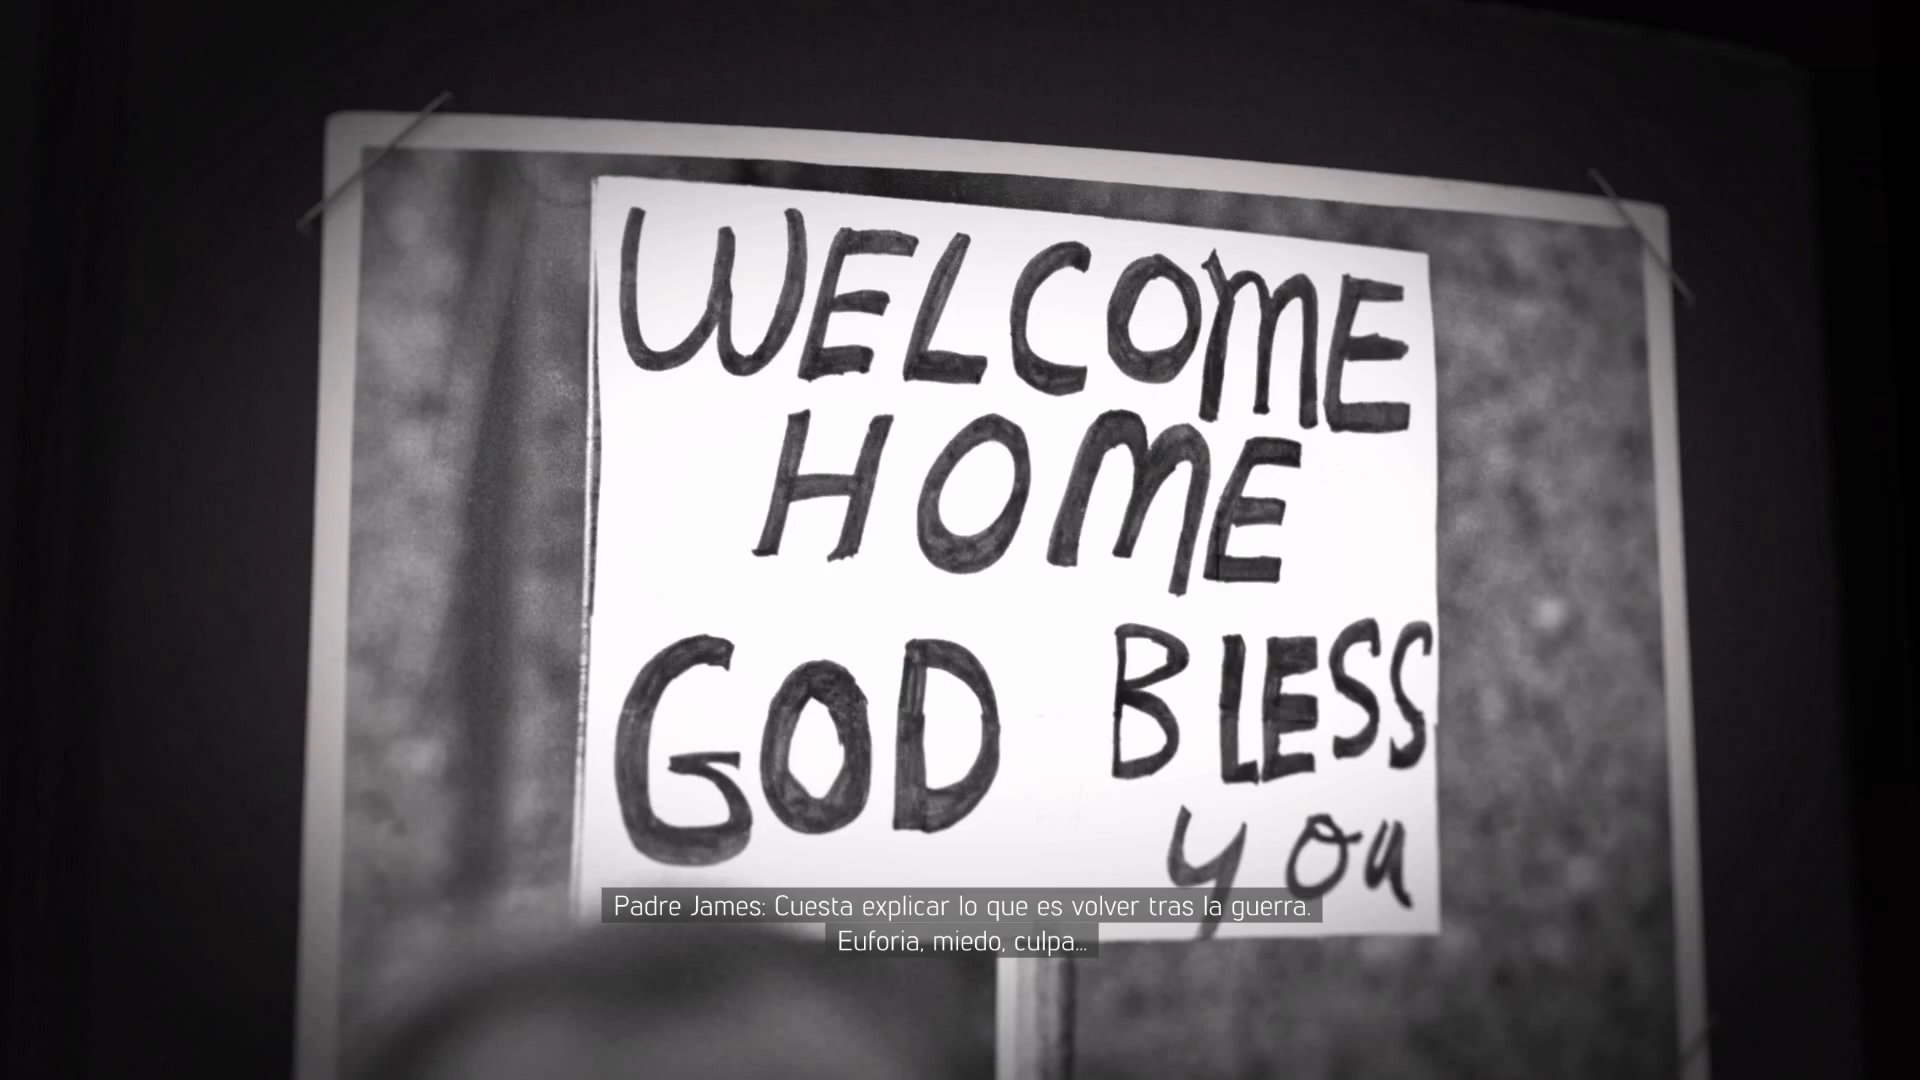 WELCOME
HOME
GOD BLESS
you
Padre James: Cuesta explicar lo que es volver tras la guerra.
Euforia, miedo, culpa...